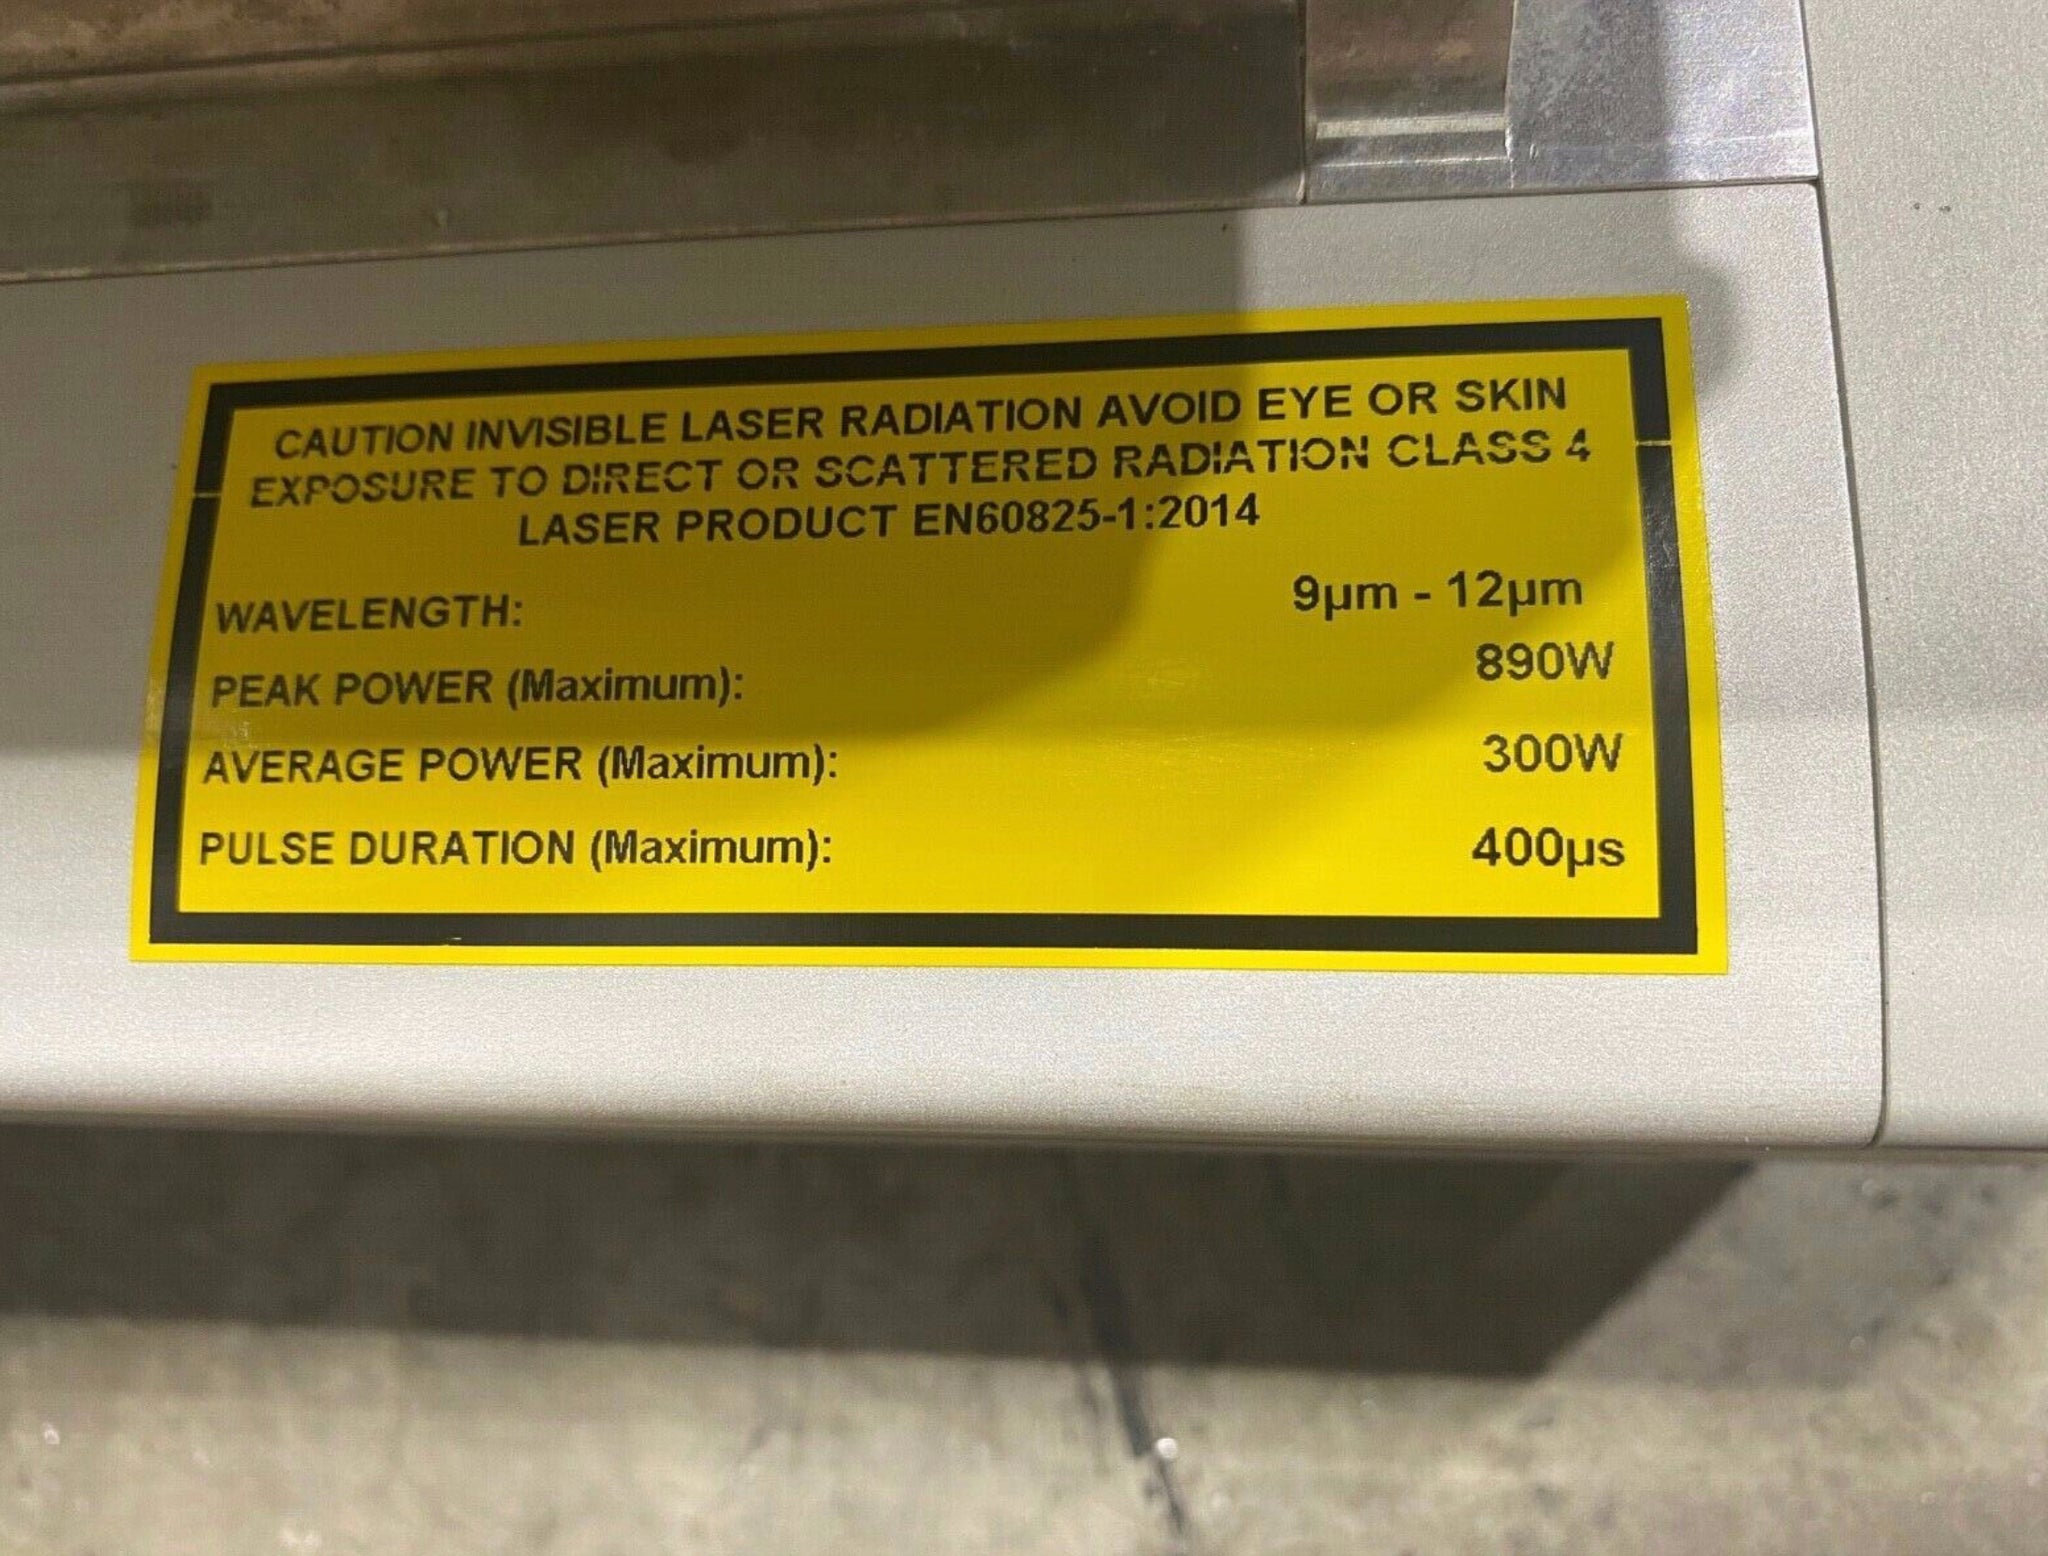 CAUTION INVISIBLE LASER RADIATION AVOID EYE OR SKIN
EXPOSURE TO DIRECT OR SCATTERED RADIATION CLASS 4
LASER PRODUCT EN60825-1:2014
WAVELENGTH: 9µm - 12µm
PEAK POWER (Maximum): 890W
AVERAGE POWER (Maximum): 300W
PULSE DURATION (Maximum): 400µs